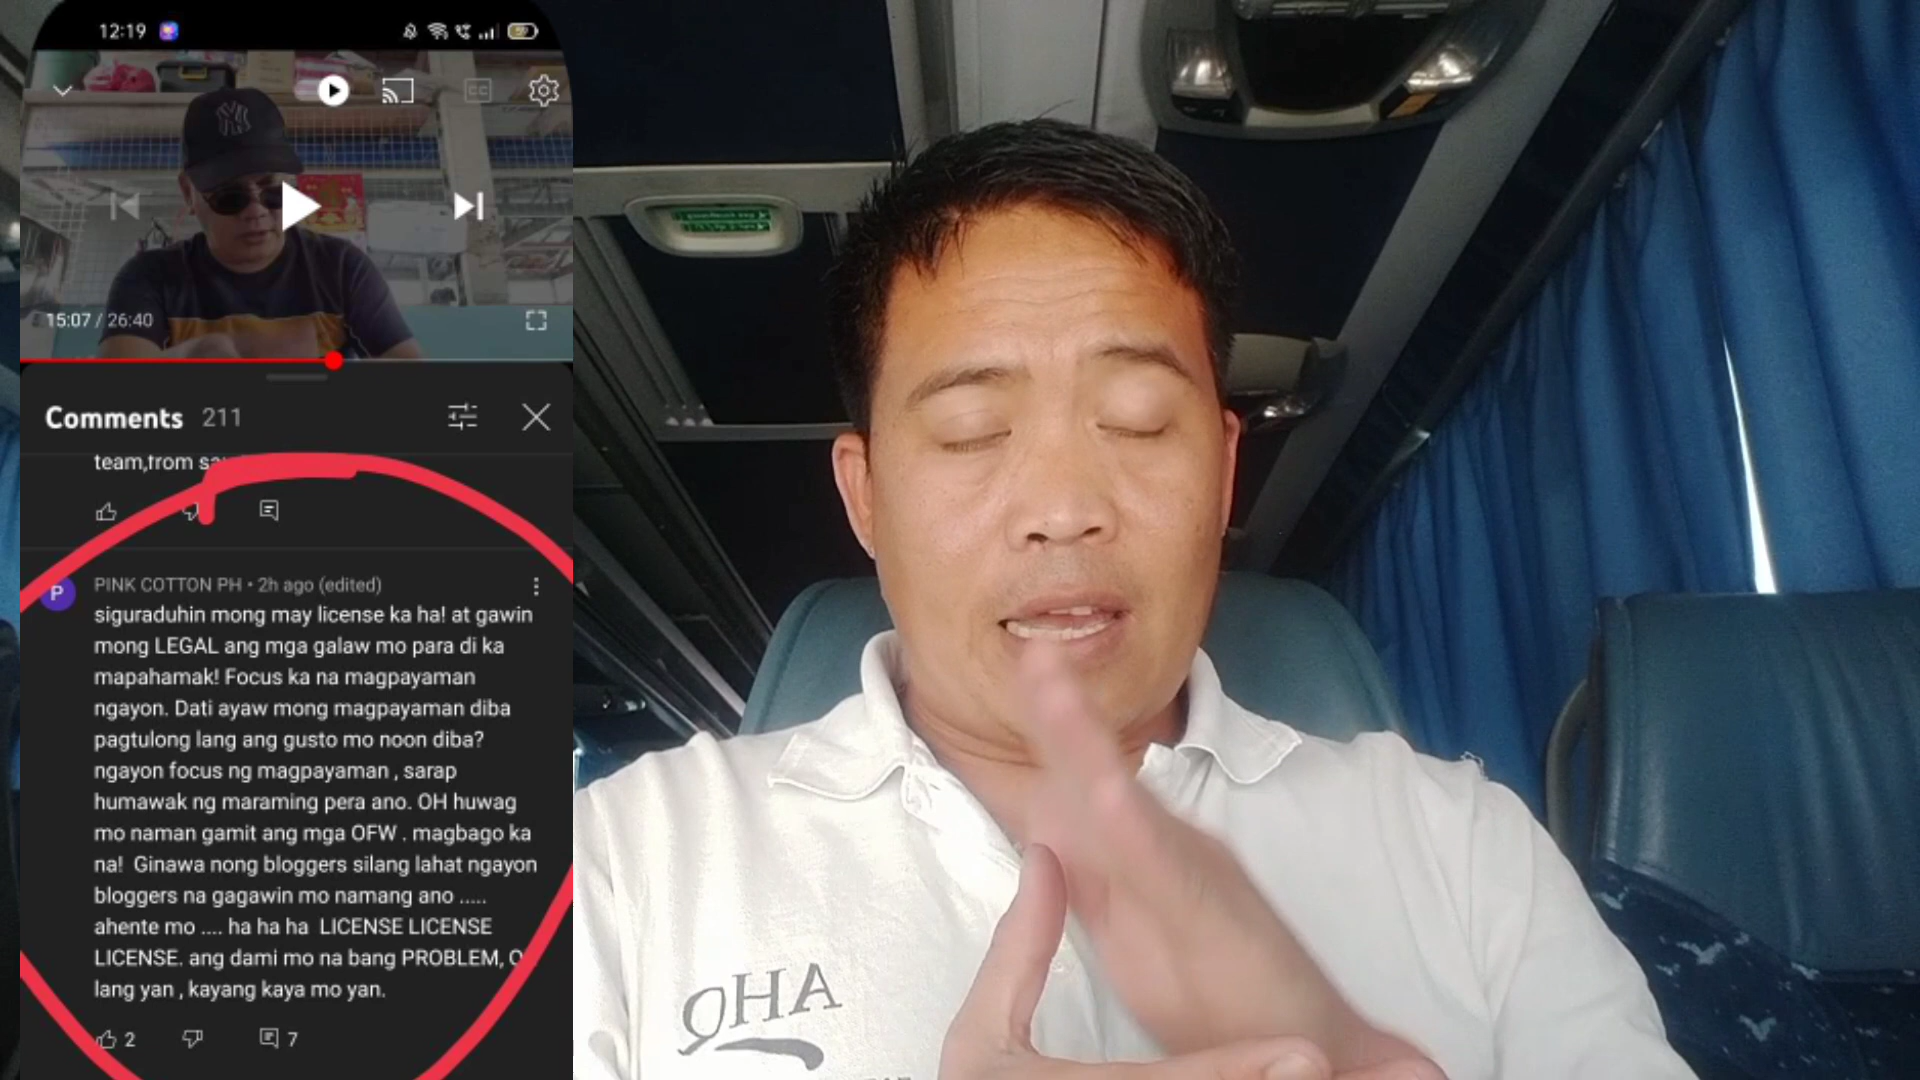 12:19
NY
CC
15:07 / 26:40
Comments 211
team,from
P
PINK COTTON PH • 2h ago (edited)
siguraduhin mong may license ka ha! at gawin
mong LEGAL ang mga galaw mo para di ka
mapahamak! Focus ka na magpayaman
ngayon. Dati ayaw mong magpayaman diba
pagtulong lang ang gusto mo noon diba?
ngayon focus ng magpayaman , sarap
humawak ng maraming pera ano. OH huwag
mo naman gamit ang mga OFW . magbago ka
na!  Ginawa nong bloggers silang lahat ngayon
bloggers na gagawin mo namang ano .....
ahente mo .... ha ha ha  LICENSE LICENSE
LICENSE. ang dami mo na bang PROBLEM,
lang yan , kayang kaya mo yan.
2
7
AHQ